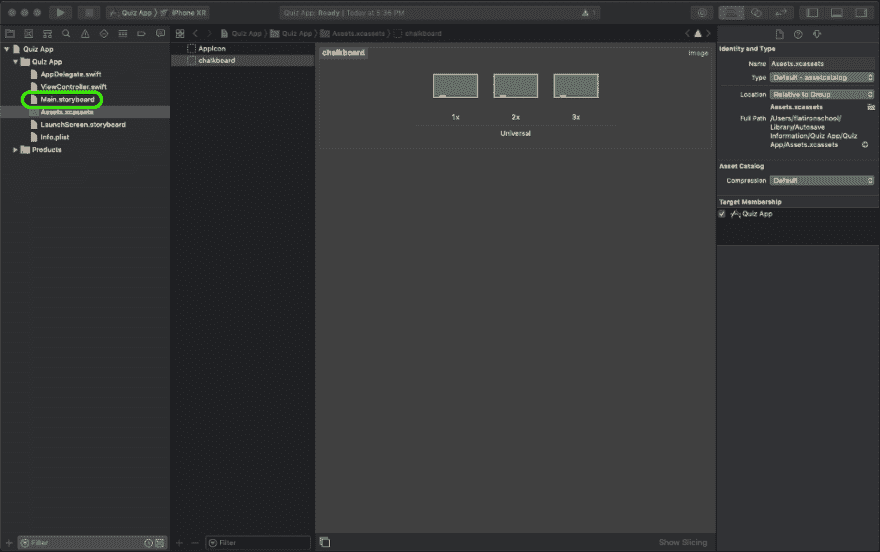 Quiz App
iPhone XR
Quiz App: Ready | Today at 5:36 PM
1
Quiz App
Quiz App
AppDelegate.swift
ViewController.swift
Main.storyboard
Assets.xcassets
LaunchScreen.storyboard
Info.plist
Products
Filter
AppIcon
chalkboard
Filter
Quiz App
Quiz App
Assets.xcassets
chalkboard
chalkboard
Image
1x
2x
3x
Universal
Show Slicing
Identity and Type
Name Assets.xcassets
Type Default - assetcatalog
Location Relative to Group
Assets.xcassets
Full Path /Users/flatironschool/
Library/Autosave
Information/Quiz App/Quiz
App/Assets.xcassets
Asset Catalog
Compression Default
Target Membership
Quiz App